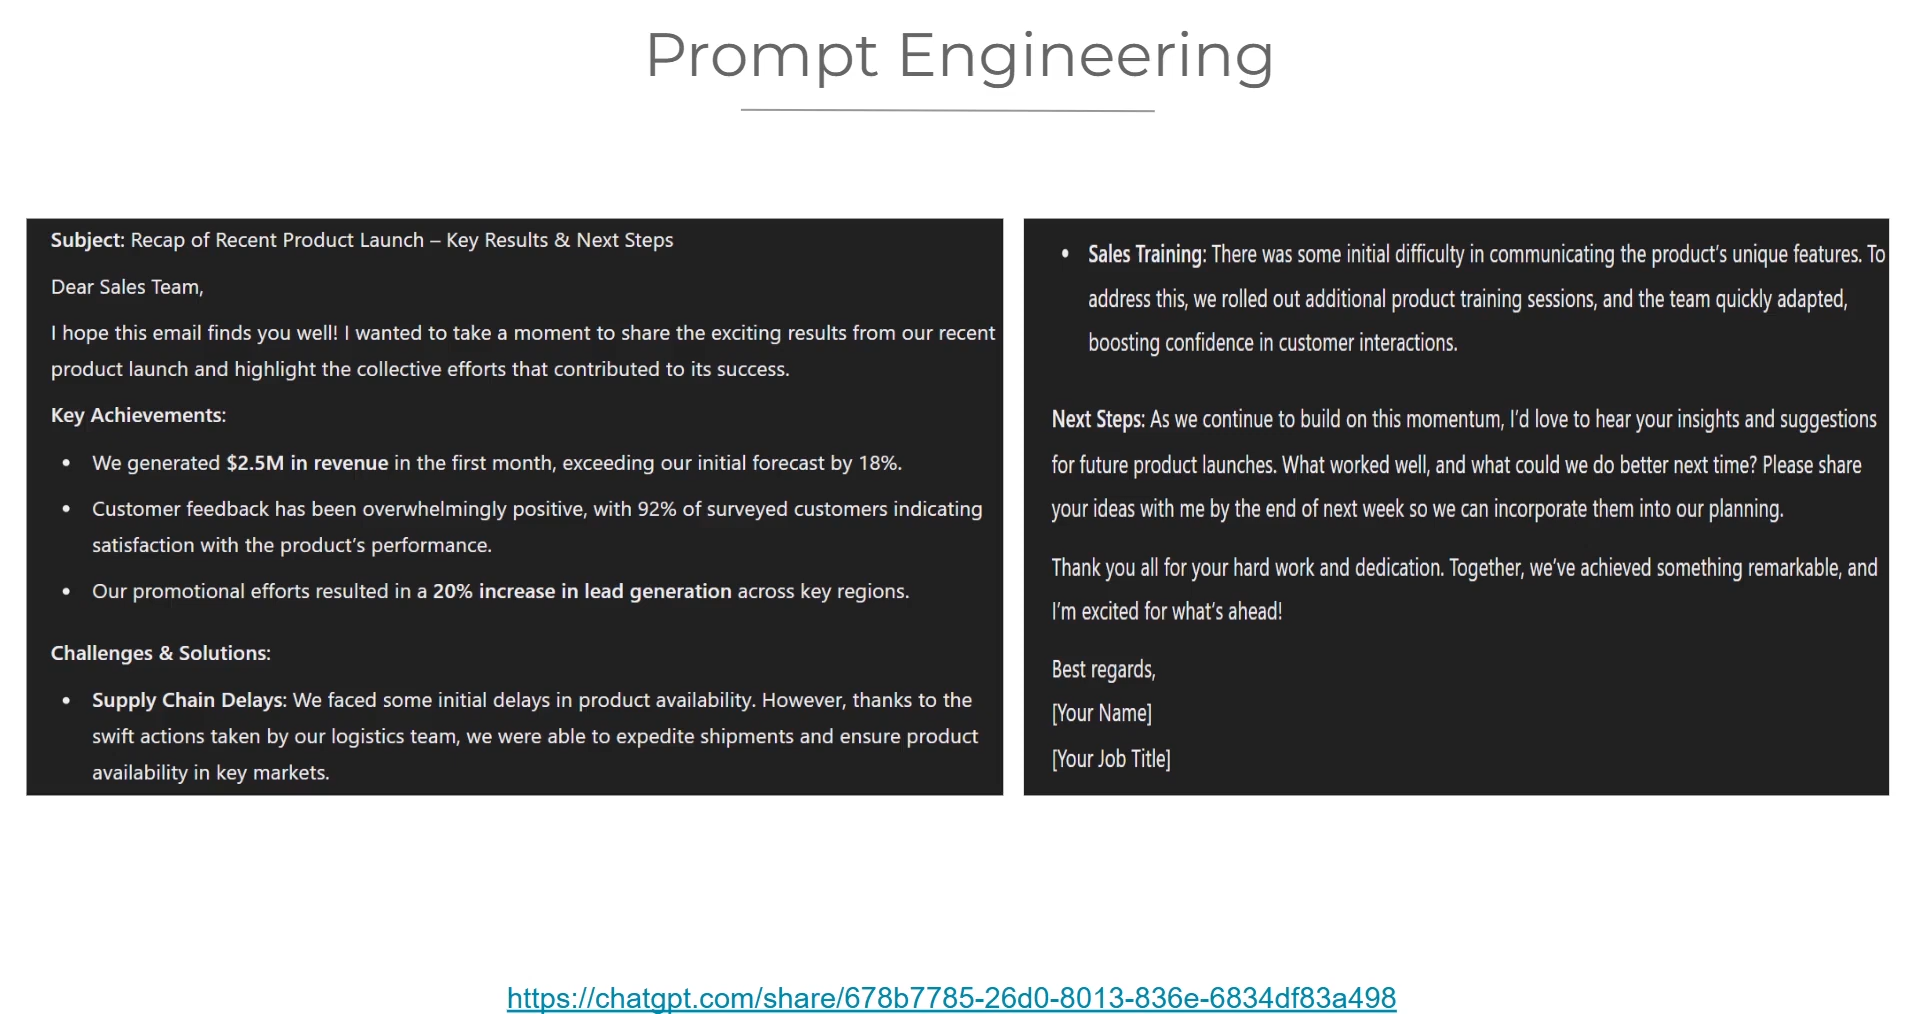 Prompt Engineering
Subject: Recap of Recent Product Launch – Key Results & Next Steps
Dear Sales Team,
I hope this email finds you well! I wanted to take a moment to share the exciting results from our recent
product launch and highlight the collective efforts that contributed to its success.
Key Achievements:
• We generated $2.5M in revenue in the first month, exceeding our initial forecast by 18%.
• Customer feedback has been overwhelmingly positive, with 92% of surveyed customers indicating
satisfaction with the product’s performance.
• Our promotional efforts resulted in a 20% increase in lead generation across key regions.
Challenges & Solutions:
• Supply Chain Delays: We faced some initial delays in product availability. However, thanks to the
swift actions taken by our logistics team, we were able to expedite shipments and ensure product
availability in key markets.
• Sales Training: There was some initial difficulty in communicating the product’s unique features. To
address this, we rolled out additional product training sessions, and the team quickly adapted,
boosting confidence in customer interactions.
Next Steps: As we continue to build on this momentum, I’d love to hear your insights and suggestions
for future product launches. What worked well, and what could we do better next time? Please share
your ideas with me by the end of next week so we can incorporate them into our planning.
Thank you all for your hard work and dedication. Together, we’ve achieved something remarkable, and
I’m excited for what’s ahead!
Best regards,
[Your Name]
[Your Job Title]
https://chatgpt.com/share/678b7785-26d0-8013-836e-6834df83a498